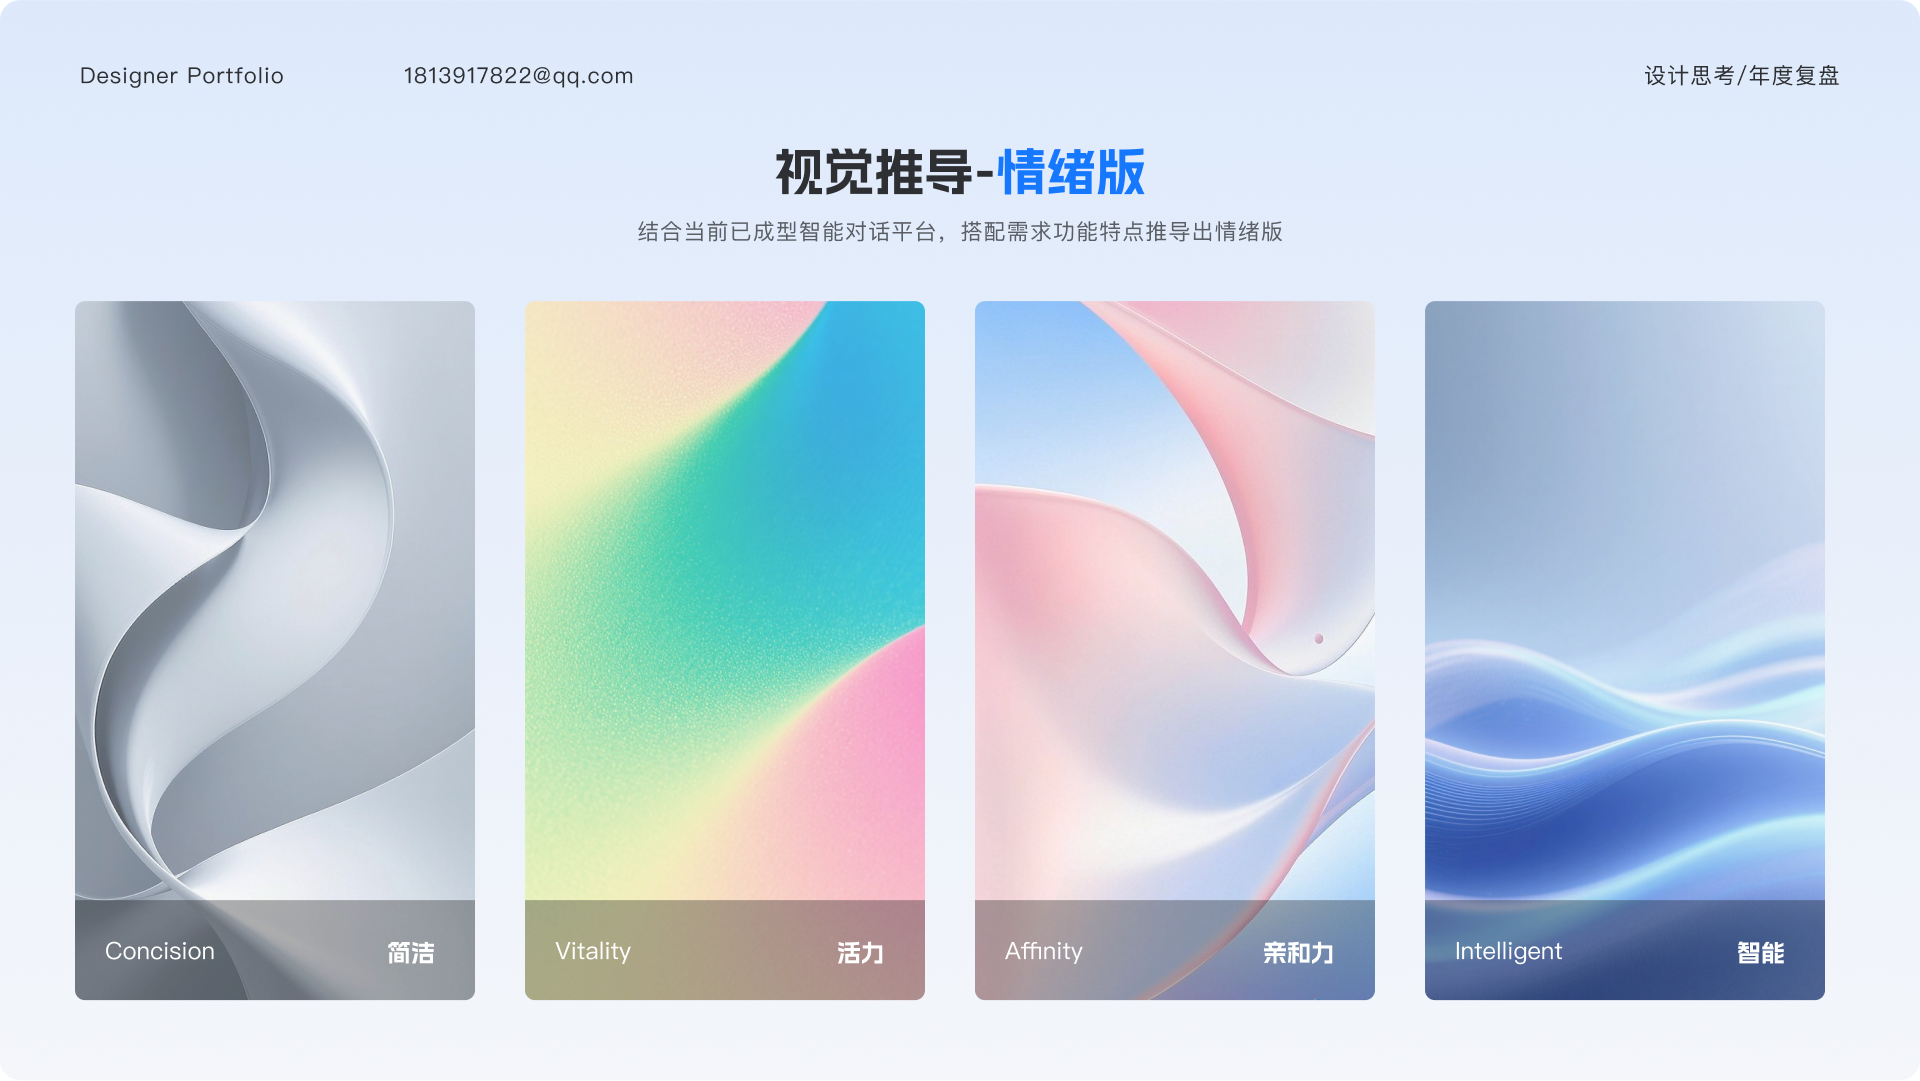 Designer Portfolio
1813917822@qq.com
设计思考/年度复盘
视觉推导-情绪版
结合当前已成型智能对话平台，搭配需求功能特点推导出情绪版
Concision
简洁
Vitality
活力
Affinity
亲和力
Intelligent
智能